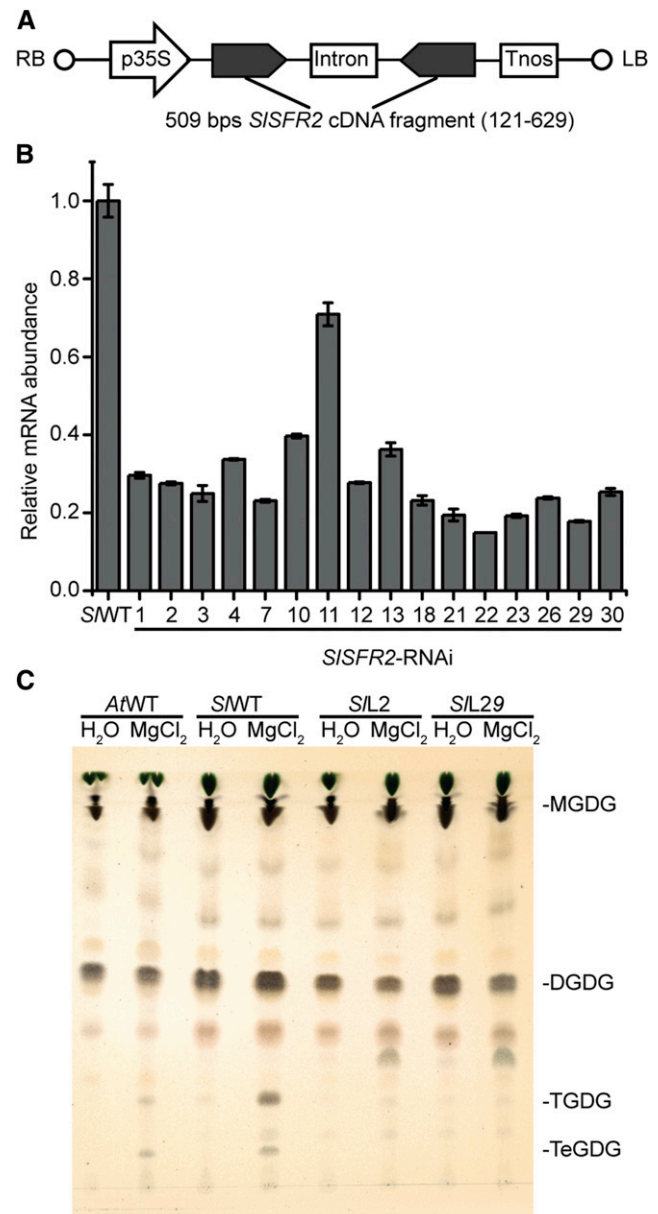 A
RB p35S Intron Tnos LB
509 bps SlSFR2 cDNA fragment (121-629)
B
Relative mRNA abundance
1.0
0.8
0.6
0.4
0.2
0.0
SlWT 1 2 3 4 7 10 11 12 13 18 21 22 23 26 29 30
SlSFR2-RNAi
C
AtWT SlWT SlL2 SlL29
H₂O MgCl₂ H₂O MgCl₂ H₂O MgCl₂ H₂O MgCl₂
-MGDG
-DGDG
-TGDG
-TeGDG